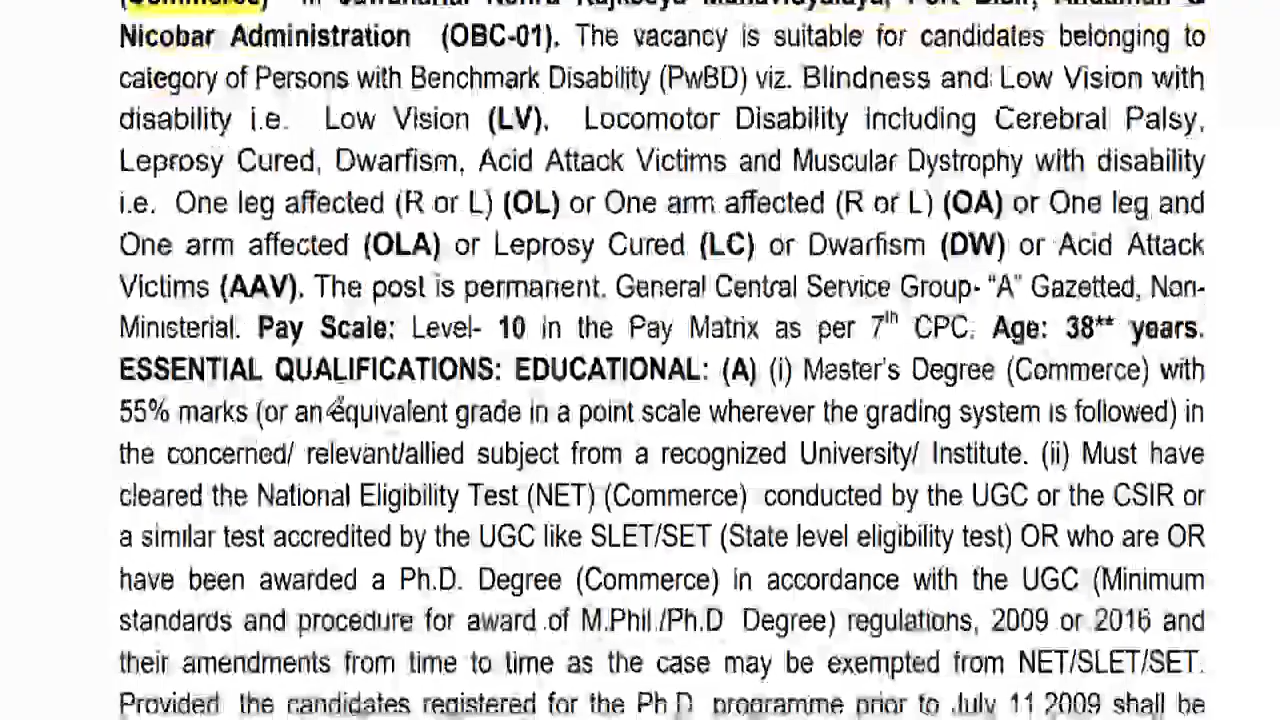 (Commerce) in Jawaharlal Nehru Rajkeeya Mahavidyalaya, Port Blair, Andaman &
Nicobar Administration (OBC-01). The vacancy is suitable for candidates belonging to
category of Persons with Benchmark Disability (PwBD) viz. Blindness and Low Vision with
disability i.e. Low Vision (LV), Locomotor Disability including Cerebral Palsy,
Leprosy Cured, Dwarfism, Acid Attack Victims and Muscular Dystrophy with disability
i.e. One leg affected (R or L) (OL) or One arm affected (R or L) (OA) or One leg and
One arm affected (OLA) or Leprosy Cured (LC) or Dwarfism (DW) or Acid Attack
Victims (AAV). The post is permanent. General Central Service Group- "A" Gazetted, Non-
Ministerial. Pay Scale: Level- 10 in the Pay Matrix as per 7th CPC. Age: 38** years.
ESSENTIAL QUALIFICATIONS: EDUCATIONAL: (A) (i) Master's Degree (Commerce) with
55% marks (or an equivalent grade in a point scale wherever the grading system is followed) in
the concerned/ relevant/allied subject from a recognized University/ Institute. (ii) Must have
cleared the National Eligibility Test (NET) (Commerce) conducted by the UGC or the CSIR or
a similar test accredited by the UGC like SLET/SET (State level eligibility test) OR who are OR
have been awarded a Ph.D. Degree (Commerce) in accordance with the UGC (Minimum
standards and procedure for award of M.Phil./Ph.D Degree) regulations, 2009 or 2016 and
their amendments from time to time as the case may be exempted from NET/SLET/SET.
Provided the candidates registered for the Ph.D. programme prior to July 11,2009 shall be